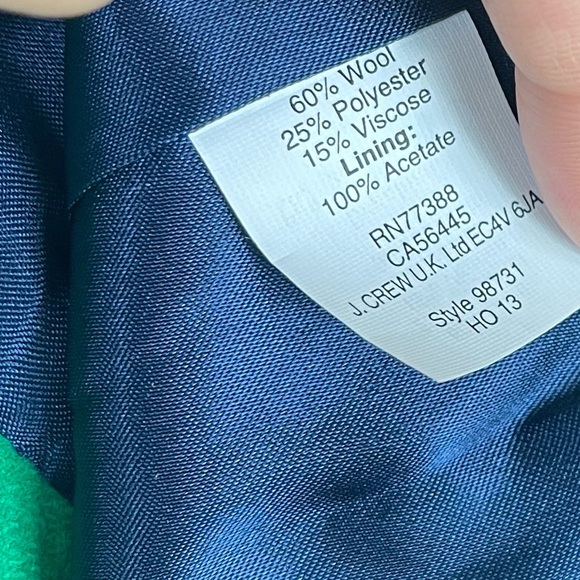 60% Wool
25% Polyester
15% Viscose
Lining:
100% Acetate
RN77388
CA56445
J.CREW U.K. Ltd EC4V 6JA
Style 98731
HO 13